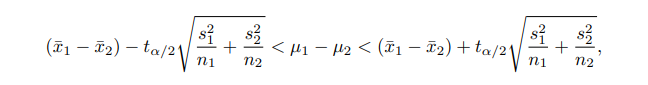 (x̄₁ − x̄₂) − t_{α/2}√(s₁²/n₁ + s₂²/n₂) < μ₁ − μ₂ < (x̄₁ − x̄₂) + t_{α/2}√(s₁²/n₁ + s₂²/n₂),